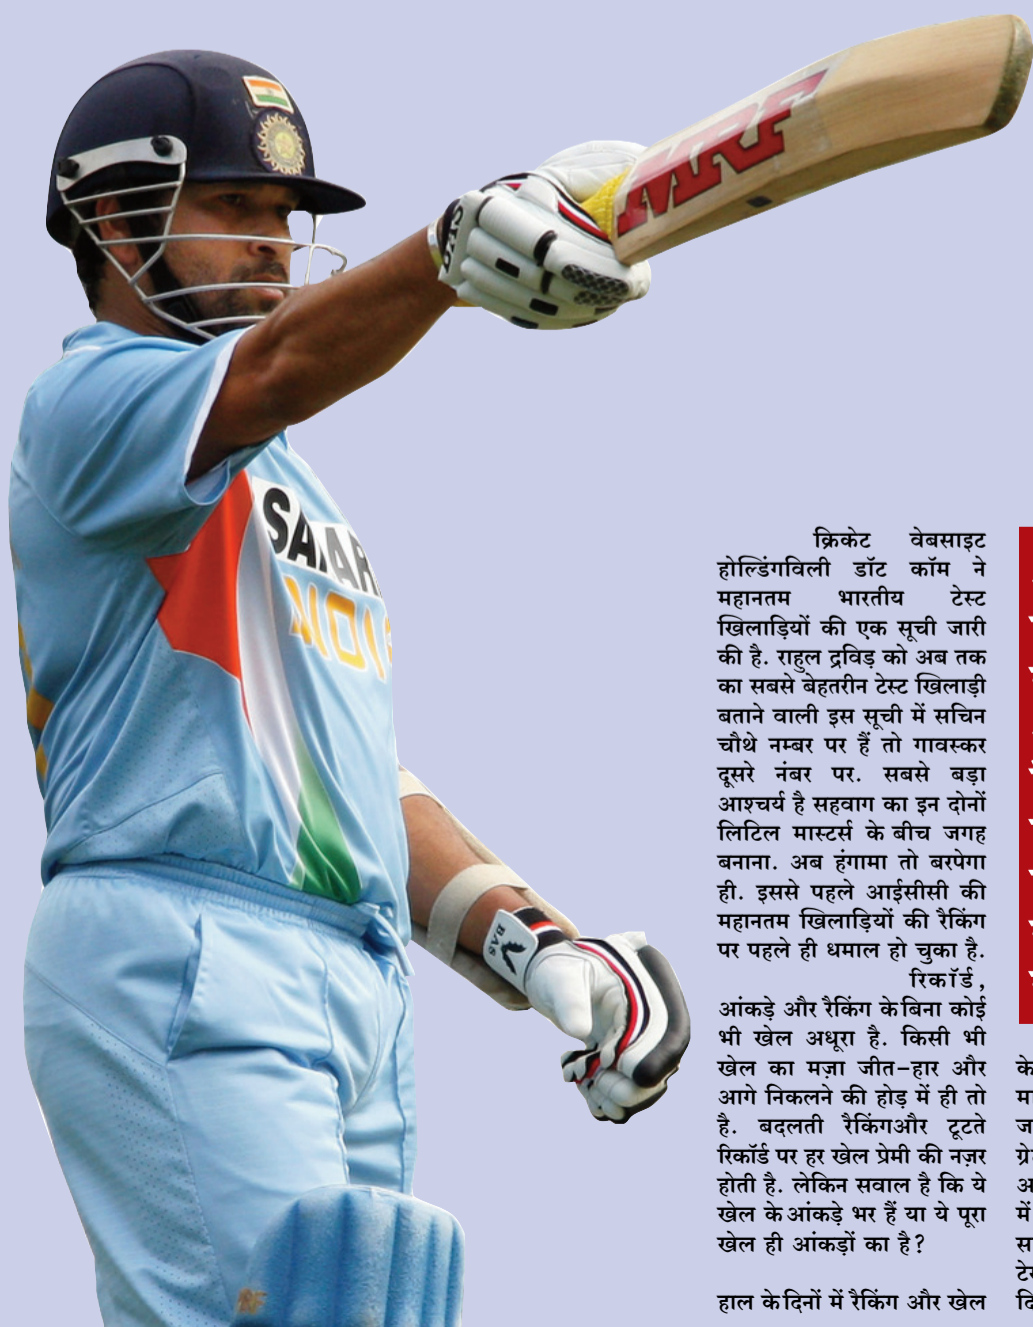 MRF
SAHAR
INDIA
BAS
क्रिकेट वेबसाइट
होल्डिंगविली डॉट कॉम ने
महानतम भारतीय टेस्ट
खिलाड़ियों की एक सूची जारी
की है. राहुल द्रविड़ को अब तक
का सबसे बेहतरीन टेस्ट खिलाड़ी
बताने वाली इस सूची में सचिन
चौथे नम्बर पर हैं तो गावस्कर
दूसरे नंबर पर. सबसे बड़ा
आश्चर्य है सहवाग का इन दोनों
लिटिल मास्टर्स के बीच जगह
बनाना. अब हंगामा तो बरपेगा
ही. इससे पहले आईसीसी की
महानतम खिलाड़ियों की रैकिंग
पर पहले ही धमाल हो चुका है.
रिकॉर्ड,
आंकड़े और रैकिंग के बिना कोई
भी खेल अधूरा है. किसी भी
खेल का मज़ा जीत-हार और
आगे निकलने की होड़ में ही तो
है. बदलती रैकिंगऔर टूटते
रिकॉर्ड पर हर खेल प्रेमी की नज़र
होती है. लेकिन सवाल है कि ये
खेल के आंकड़े भर हैं या ये पूरा
खेल ही आंकड़ों का है?
हाल के दिनों में रैकिंग और खेल
के
में